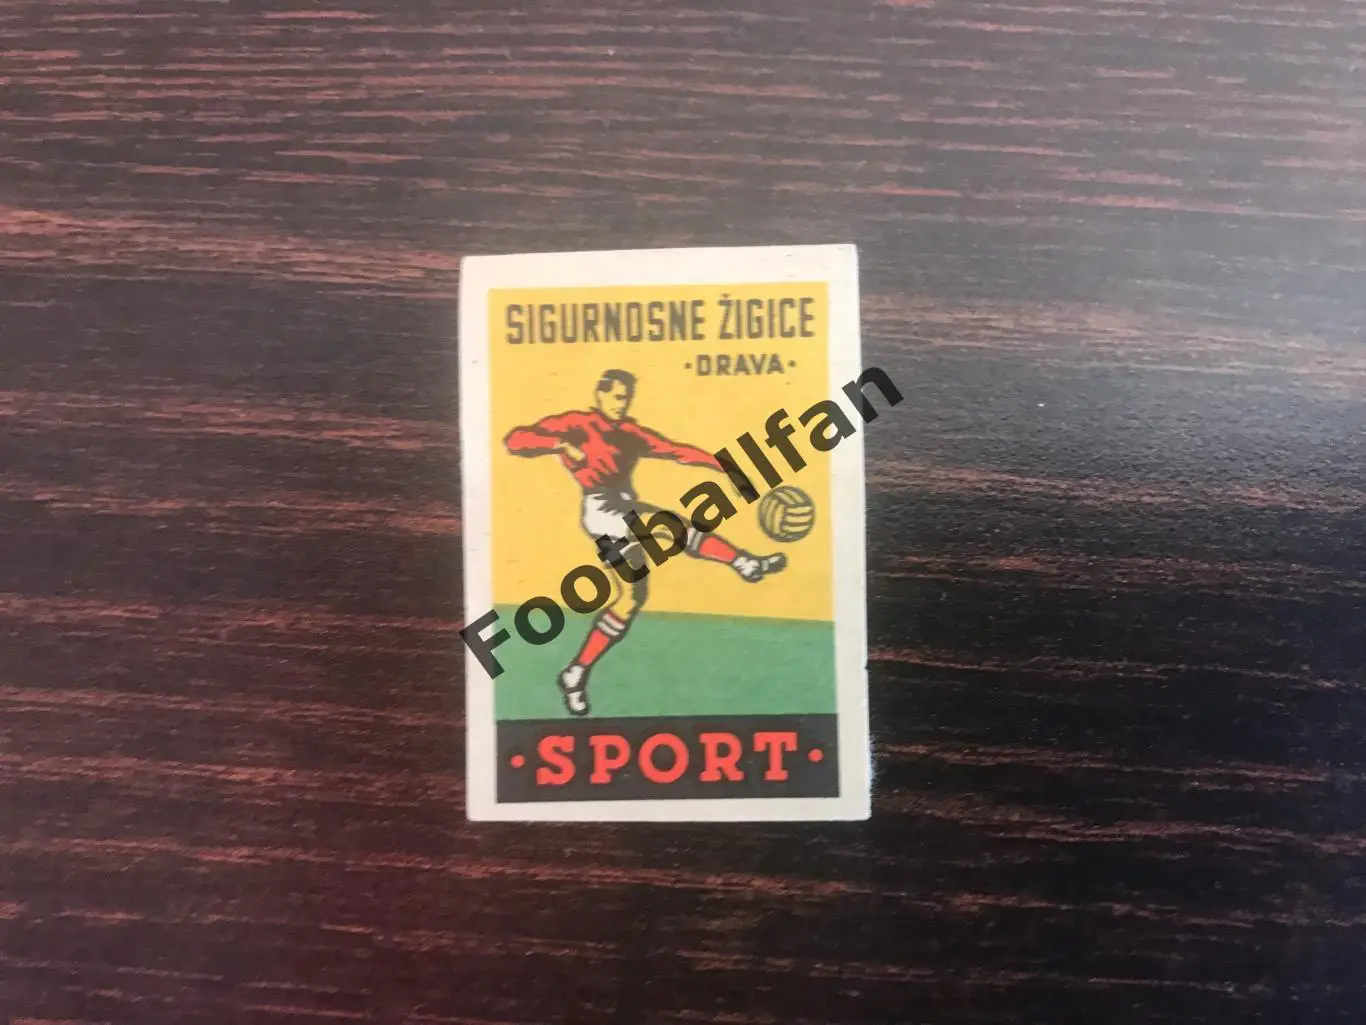 SIGURNOSNE ŽIGICE
·DRAVA·
Footballfan
·SPORT·